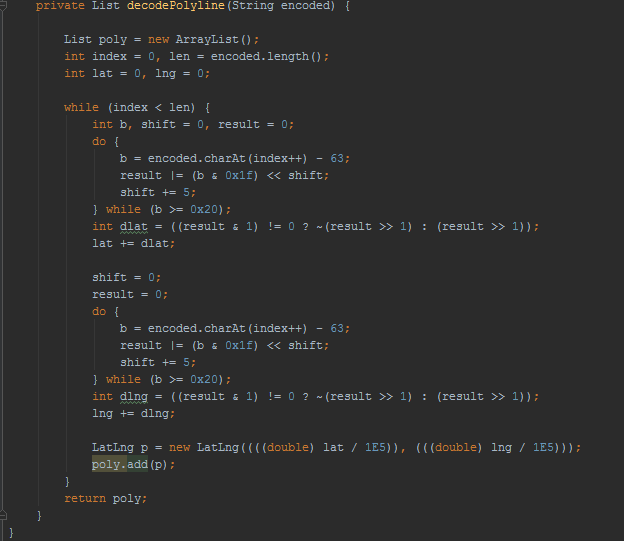 private List decodePolyline(String encoded) {
List poly = new ArrayList();
int index = 0, len = encoded.length();
int lat = 0, lng = 0;
while (index < len) {
int b, shift = 0, result = 0;
do {
b = encoded.charAt(index++) - 63;
result |= (b & 0x1f) << shift;
shift += 5;
} while (b >= 0x20);
int dlat = ((result & 1) != 0 ? ~(result >> 1) : (result >> 1));
lat += dlat;
shift = 0;
result = 0;
do {
b = encoded.charAt(index++) - 63;
result |= (b & 0x1f) << shift;
shift += 5;
} while (b >= 0x20);
int dlng = ((result & 1) != 0 ? ~(result >> 1) : (result >> 1));
lng += dlng;
LatLng p = new LatLng((((double) lat / 1E5)), (((double) lng / 1E5)));
poly.add(p);
}
return poly;
}
}